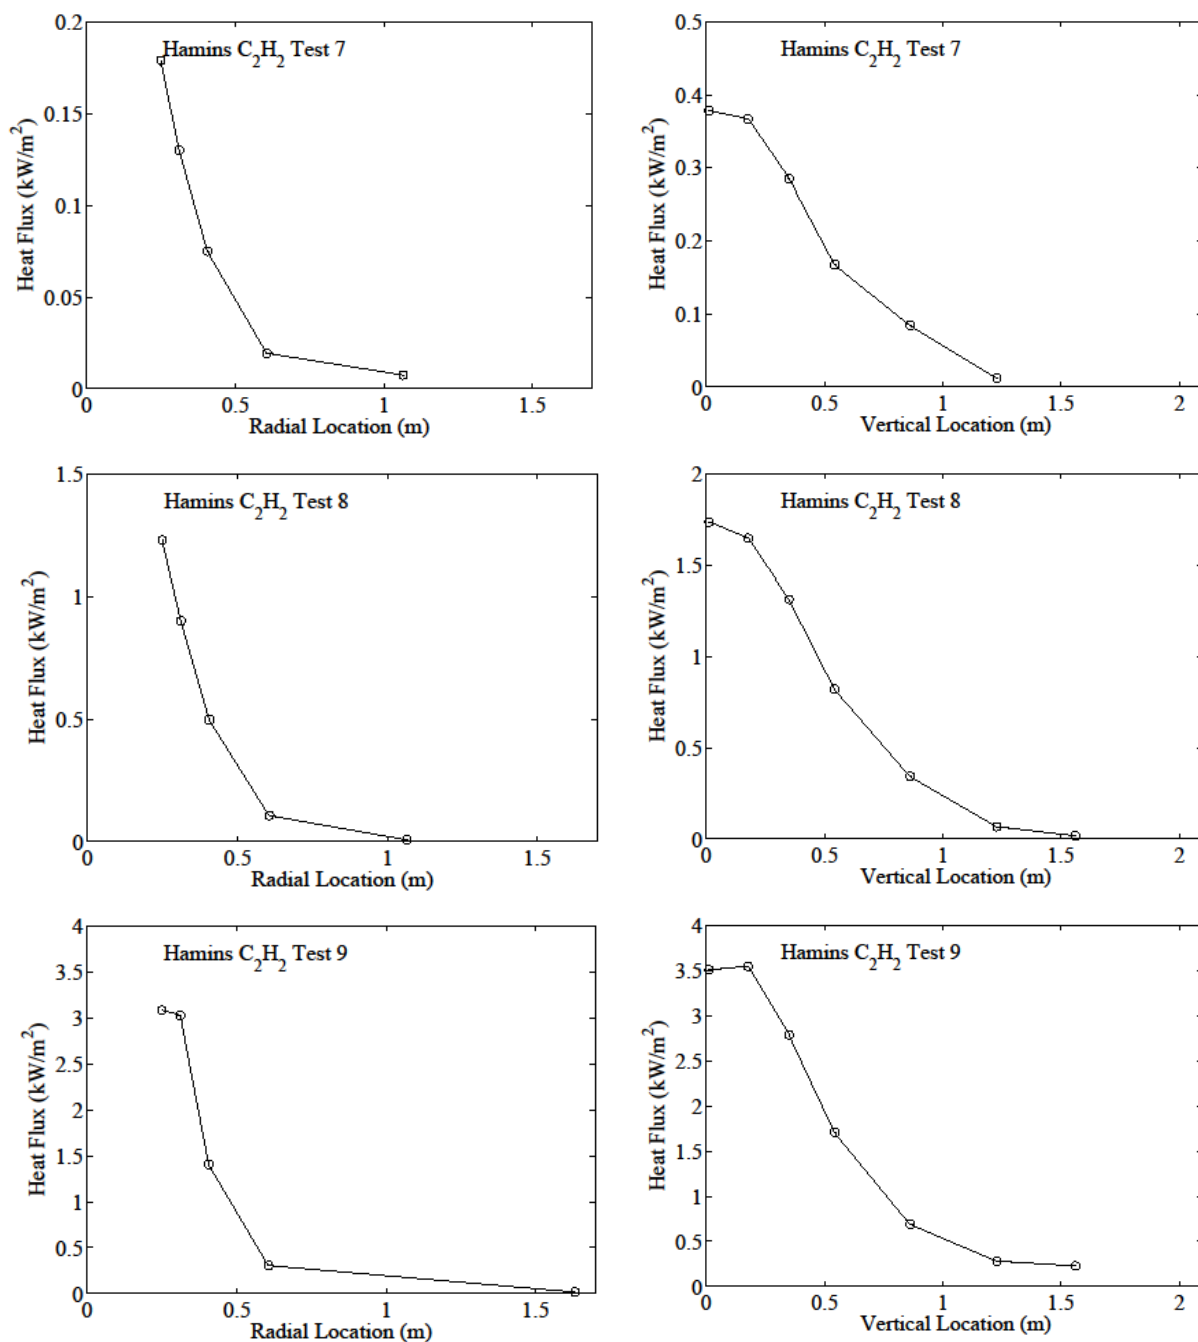 Hamins C₂H₂ Test 7
Heat Flux (kW/m²)
0.2
0.15
0.1
0.05
0
0 0.5 1 1.5
Radial Location (m)
Hamins C₂H₂ Test 7
Heat Flux (kW/m²)
0.5
0.4
0.3
0.2
0.1
0
0 0.5 1 1.5 2
Vertical Location (m)
Hamins C₂H₂ Test 8
Heat Flux (kW/m²)
1.5
1
0.5
0
0 0.5 1 1.5
Radial Location (m)
Hamins C₂H₂ Test 8
Heat Flux (kW/m²)
2
1.5
1
0.5
0
0 0.5 1 1.5 2
Vertical Location (m)
Hamins C₂H₂ Test 9
Heat Flux (kW/m²)
4
3.5
3
2.5
2
1.5
1
0.5
0
0 0.5 1 1.5
Radial Location (m)
Hamins C₂H₂ Test 9
Heat Flux (kW/m²)
4
3.5
3
2.5
2
1.5
1
0.5
0
0 0.5 1 1.5 2
Vertical Location (m)